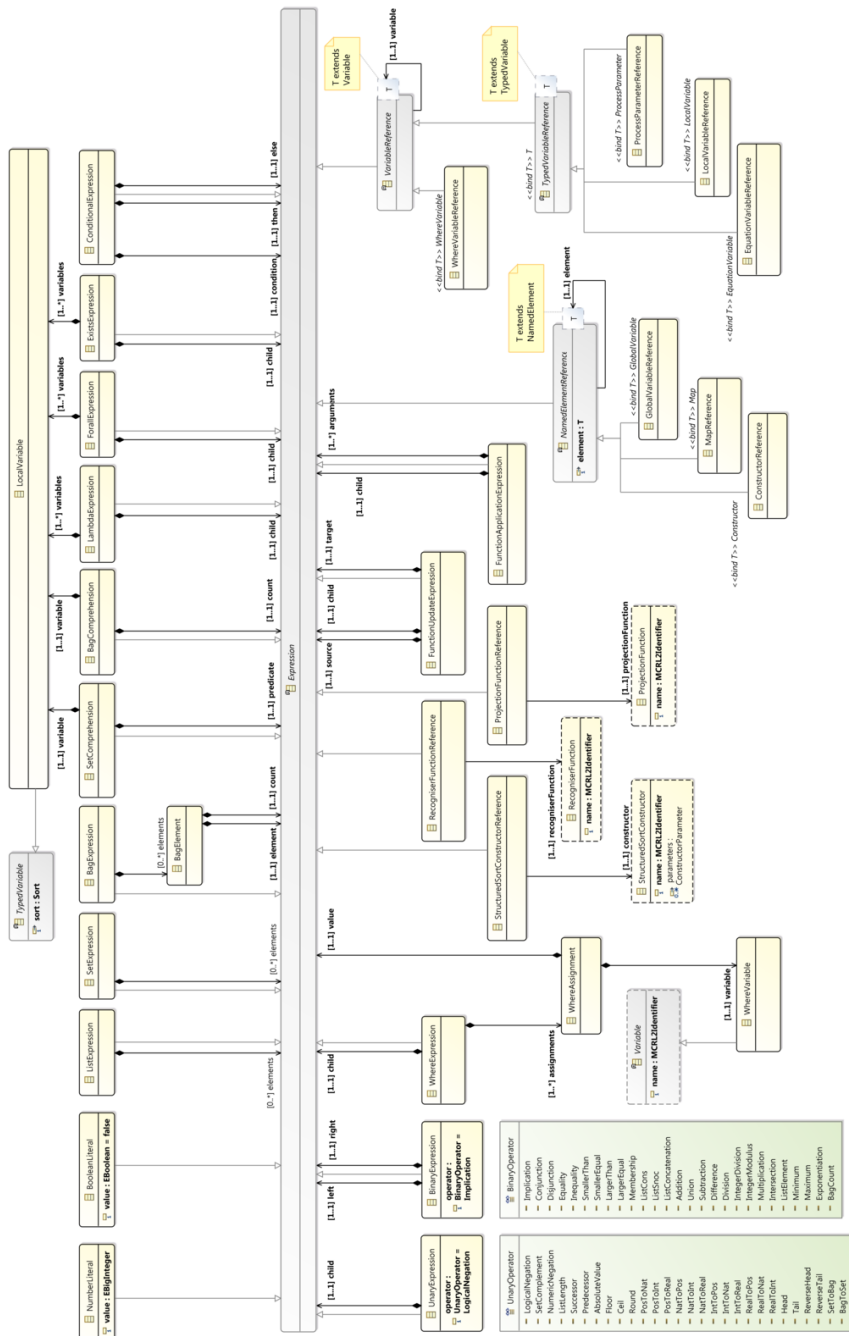 TypedVariable
sort : Sort
LocalVariable
NumberLiteral
value : EBigInteger
BooleanLiteral
value : EBoolean = false
ListExpression
SetExpression
BagExpression
SetComprehension
BagComprehension
LambdaExpression
ForallExpression
ExistsExpression
ConditionalExpression
[0..*] elements
BagElement
[1..1] variable
[1..1] variable
[1..*] variables
[1..*] variables
[1..*] variables
[0..*] elements
[0..*] elements
[1..1] element
[1..1] count
[1..1] predicate
[1..1] count
[1..1] child
[1..1] child
[1..1] child
[1..1] condition
[1..1] then
[1..1] else
Expression
[1..1] child
[1..1] left
[1..1] right
[1..1] child
[1..1] value
[1..1] source
[1..1] child
[1..1] target
[1..1] child
[1..*] arguments
T extends
Variable
[1..1] variable
T
VariableReference
UnaryExpression
operator :
UnaryOperator =
LogicalNegation
BinaryExpression
operator :
BinaryOperator =
Implication
WhereExpression
[1..*] assignments
WhereAssignment
StructuredSortConstructorReference
RecogniserFunctionReference
ProjectionFunctionReference
FunctionUpdateExpression
FunctionApplicationExpression
<<bind T>> WhereVariable
WhereVariableReference
<<bind T>> T
T extends
TypedVariable
T
TypedVariableReference
T extends
NamedElement
[1..1] element
T
NamedElementReference
element : T
<<bind T>> ProcessParameter
ProcessParameterReference
<<bind T>> LocalVariable
LocalVariableReference
<<bind T>> EquationVariable
EquationVariableReference
<<bind T>> GlobalVariable
GlobalVariableReference
<<bind T>> Map
MapReference
<<bind T>> Constructor
ConstructorReference
[1..1] recogniserFunction
RecogniserFunction
name : MCRL2Identifier
[1..1] projectionFunction
ProjectionFunction
name : MCRL2Identifier
[1..1] constructor
StructuredSortConstructor
name : MCRL2Identifier
parameters :
ConstructorParameter
Variable
name : MCRL2Identifier
[1..1] variable
WhereVariable
UnaryOperator
LogicalNegation
SetComplement
NumericNegation
ListLength
Successor
Predecessor
AbsoluteValue
Floor
Ceil
Round
PosToNat
PosToInt
PosToReal
NatToPos
NatToInt
NatToReal
IntToPos
IntToNat
IntToReal
RealToPos
RealToNat
RealToInt
Head
Tail
ReverseHead
ReverseTail
SetToBag
BagToSet
BinaryOperator
Implication
Conjunction
Disjunction
Equality
Inequality
SmallerThan
SmallerEqual
LargerThan
LargerEqual
Membership
ListCons
ListSnoc
ListConcatenation
Addition
Union
Subtraction
Difference
Division
IntegerDivision
IntegerModulus
Multiplication
Intersection
ListElement
Minimum
Maximum
Exponentiation
BagCount